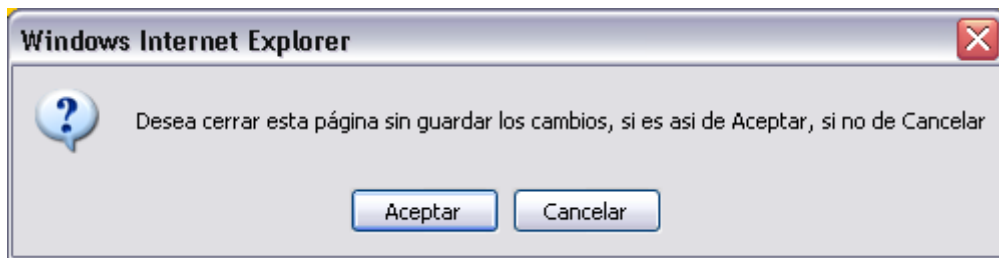 Windows Internet Explorer
Desea cerrar esta página sin guardar los cambios, si es asi de Aceptar, si no de Cancelar
Aceptar
Cancelar